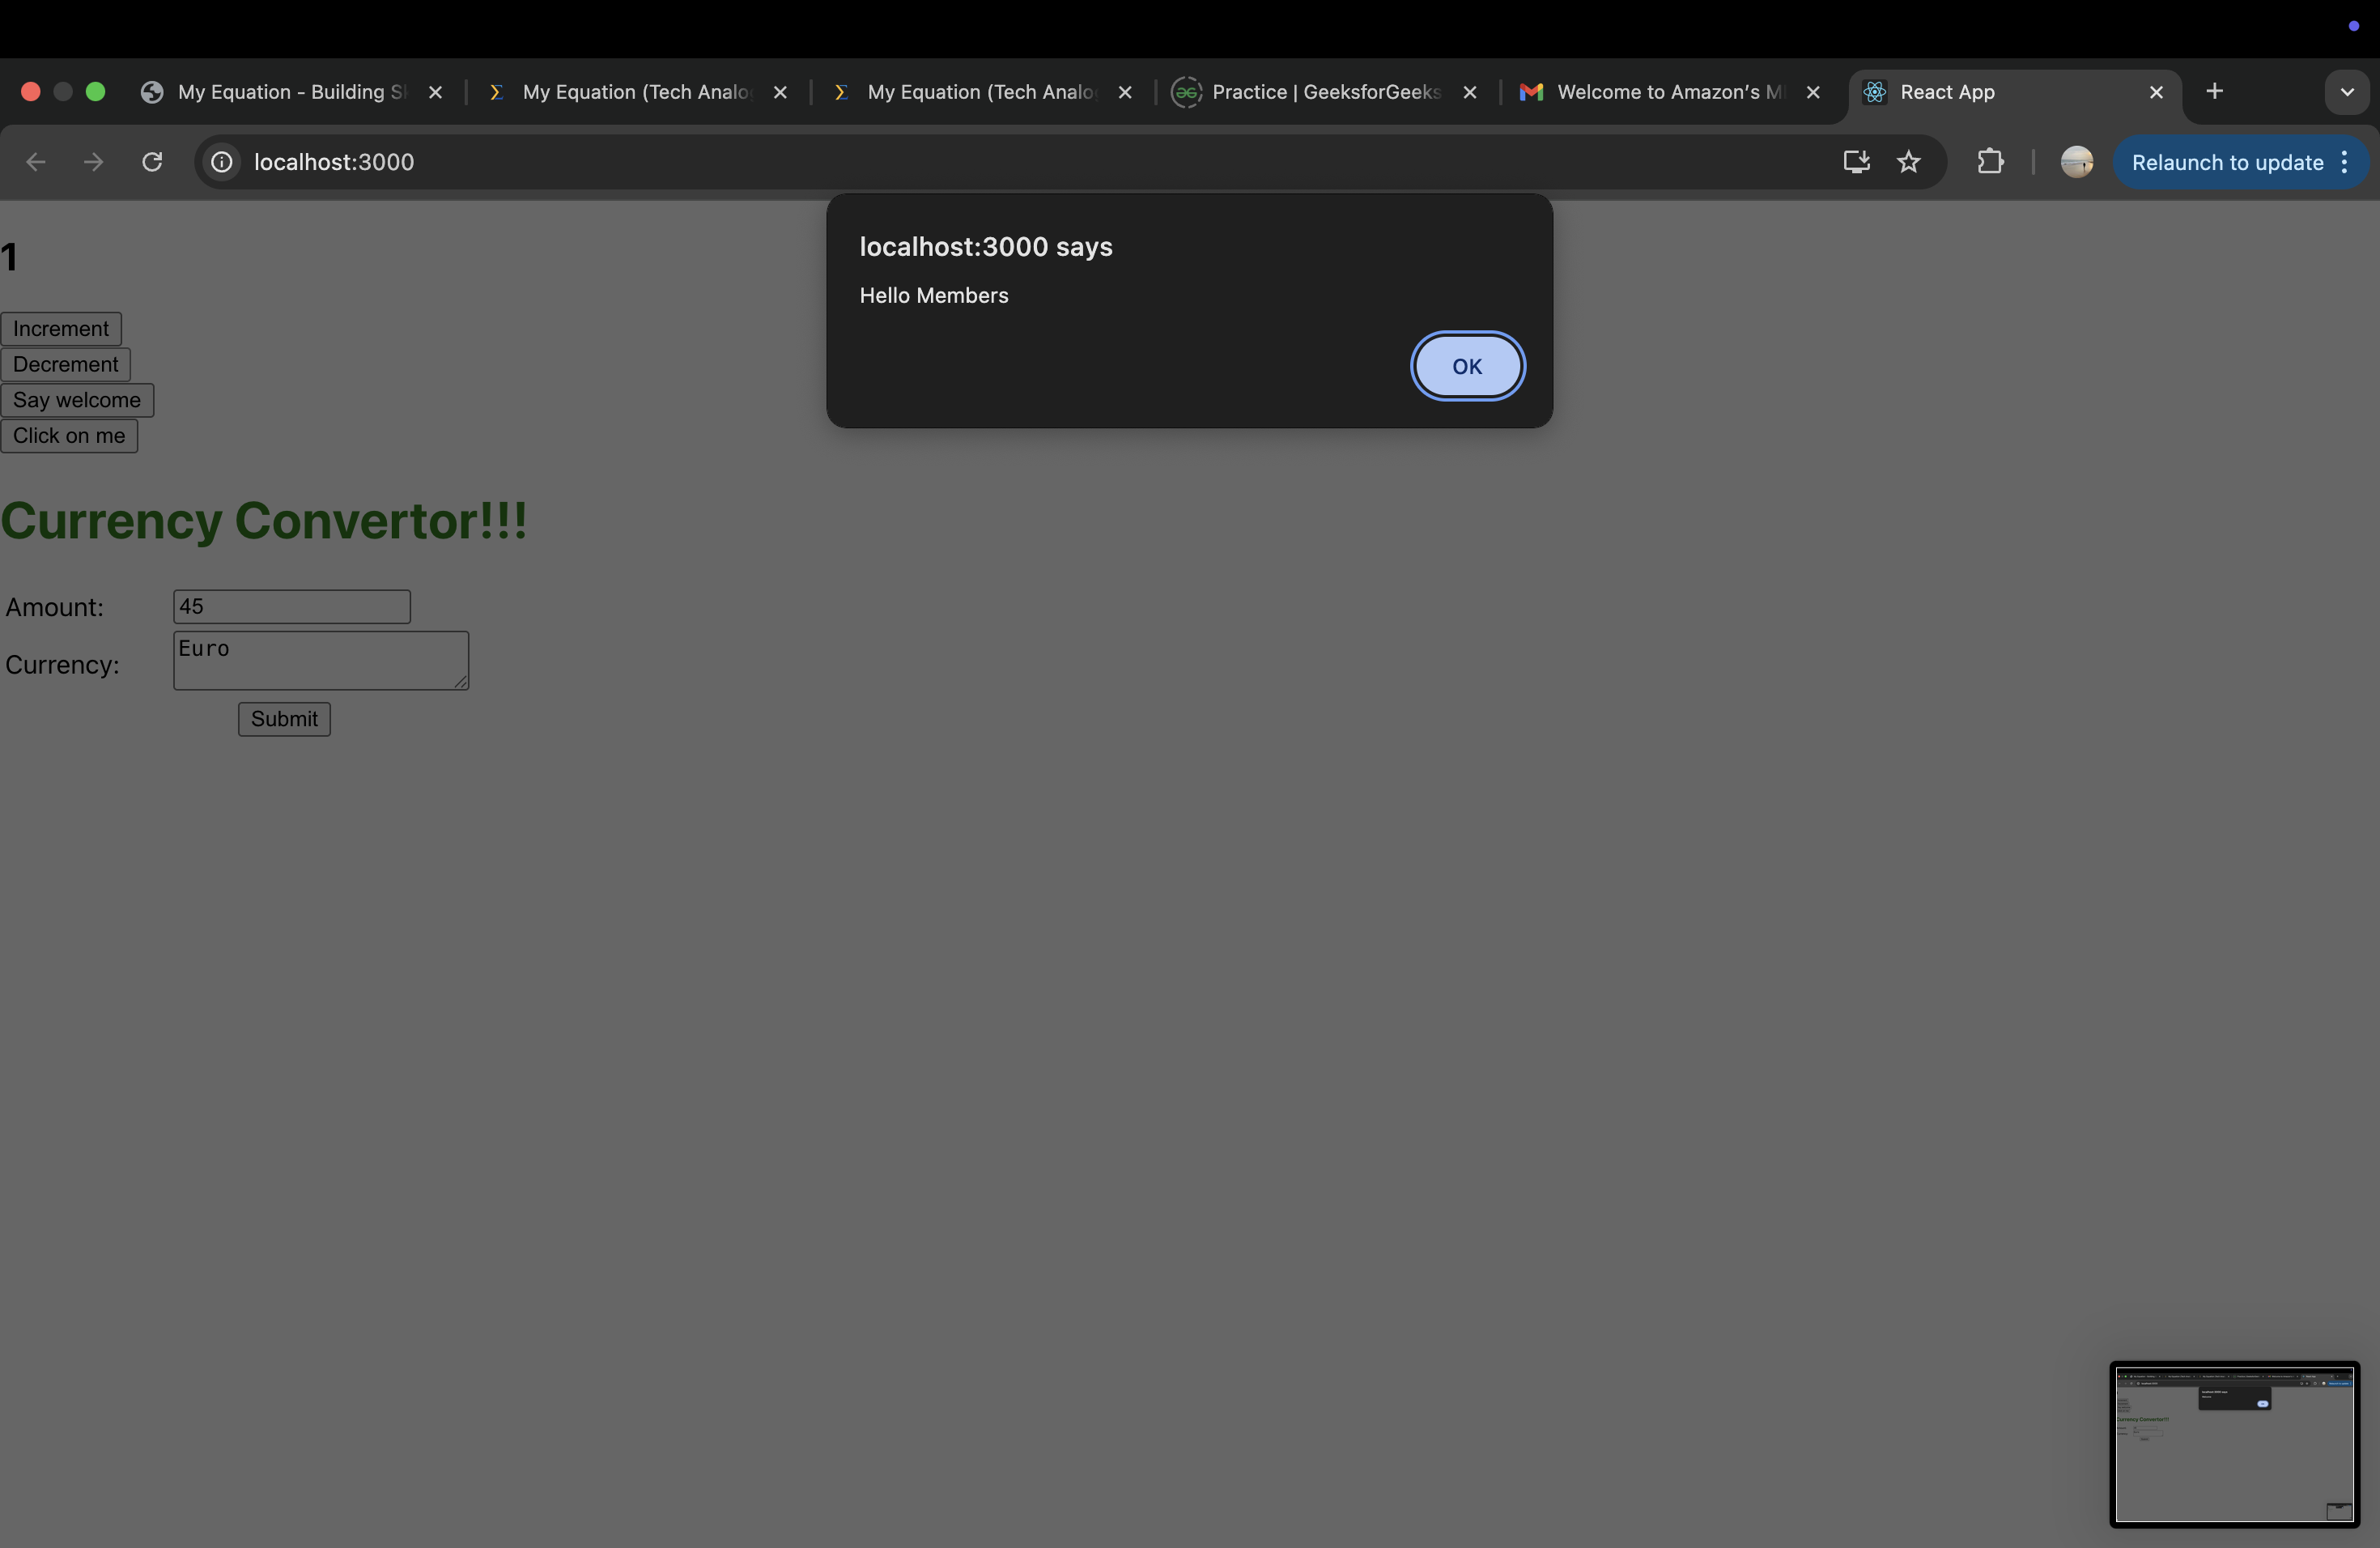 My Equation - Building S
My Equation (Tech Analo
My Equation (Tech Analo
Practice | GeeksforGeeks
Welcome to Amazon’s M
React App
localhost:3000
Relaunch to update
localhost:3000 says
Hello Members
OK
1
Increment
Decrement
Say welcome
Click on me
Currency Convertor!!!
Amount:
45
Currency:
Euro
Submit
Currency Convertor!!!